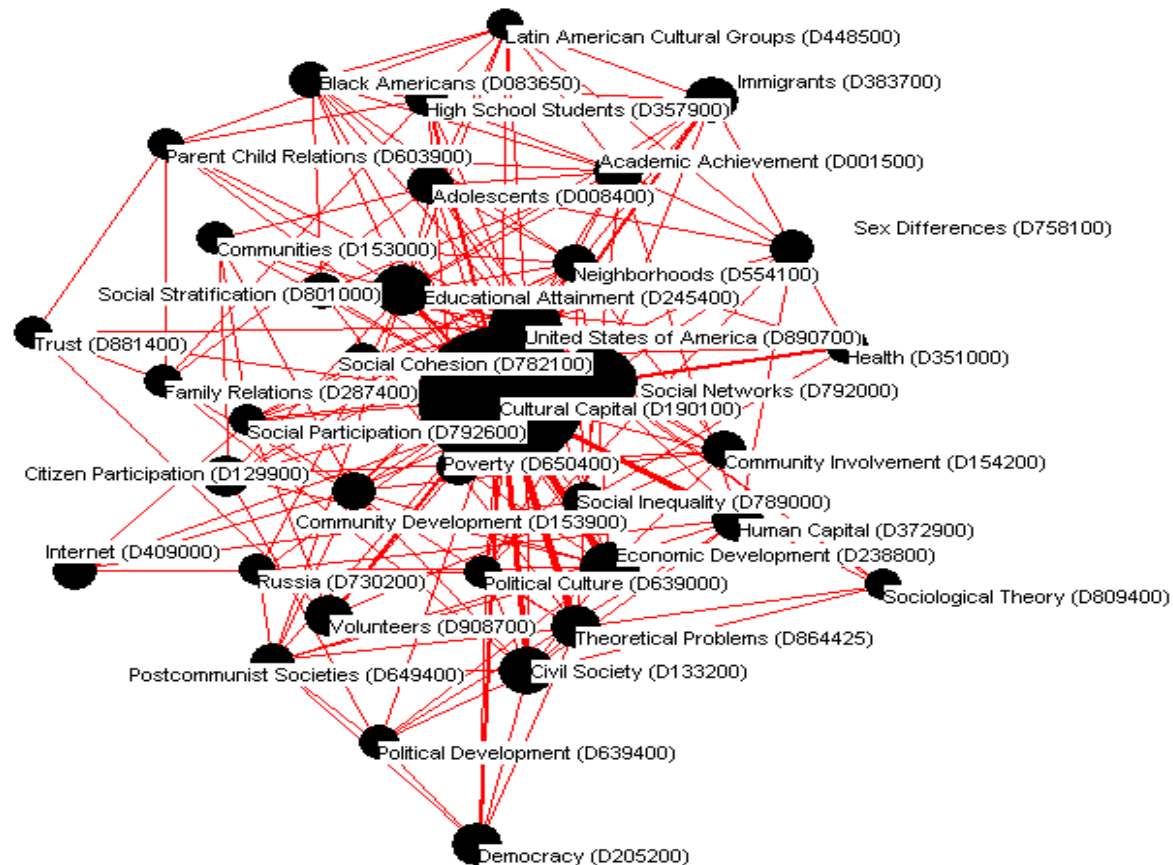 Latin American Cultural Groups (D448500)
Black Americans (D083650)
Immigrants (D383700)
High School Students (D357900)
Parent Child Relations (D603900)
Academic Achievement (D001500)
Adolescents (D008400)
Sex Differences (D758100)
Communities (D153000)
Neighborhoods (D554100)
Social Stratification (D801000)
Educational Attainment (D245400)
United States of America (D890700)
Trust (D881400)
Health (D351000)
Social Cohesion (D782100)
Family Relations (D287400)
Social Networks (D792000)
Cultural Capital (D190100)
Social Participation (D792600)
Citizen Participation (D129900)
Poverty (D650400)
Community Involvement (D154200)
Social Inequality (D789000)
Community Development (D153900)
Human Capital (D372900)
Internet (D409000)
Economic Development (D238800)
Russia (D730200)
Political Culture (D639000)
Sociological Theory (D809400)
Volunteers (D908700)
Theoretical Problems (D864425)
Postcommunist Societies (D649400)
Civil Society (D133200)
Political Development (D639400)
Democracy (D205200)